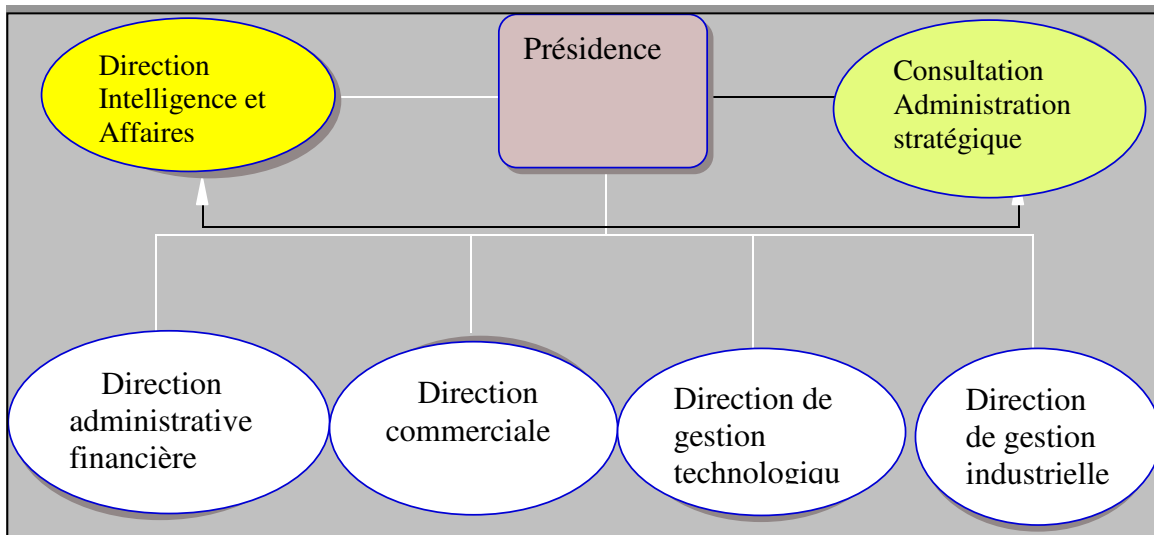 Direction
Intelligence et
Affaires
Présidence
Consultation
Administration
stratégique
Direction
administrative
financière
Direction
commerciale
Direction de
gestion
technologiqu
Direction
de gestion
industrielle